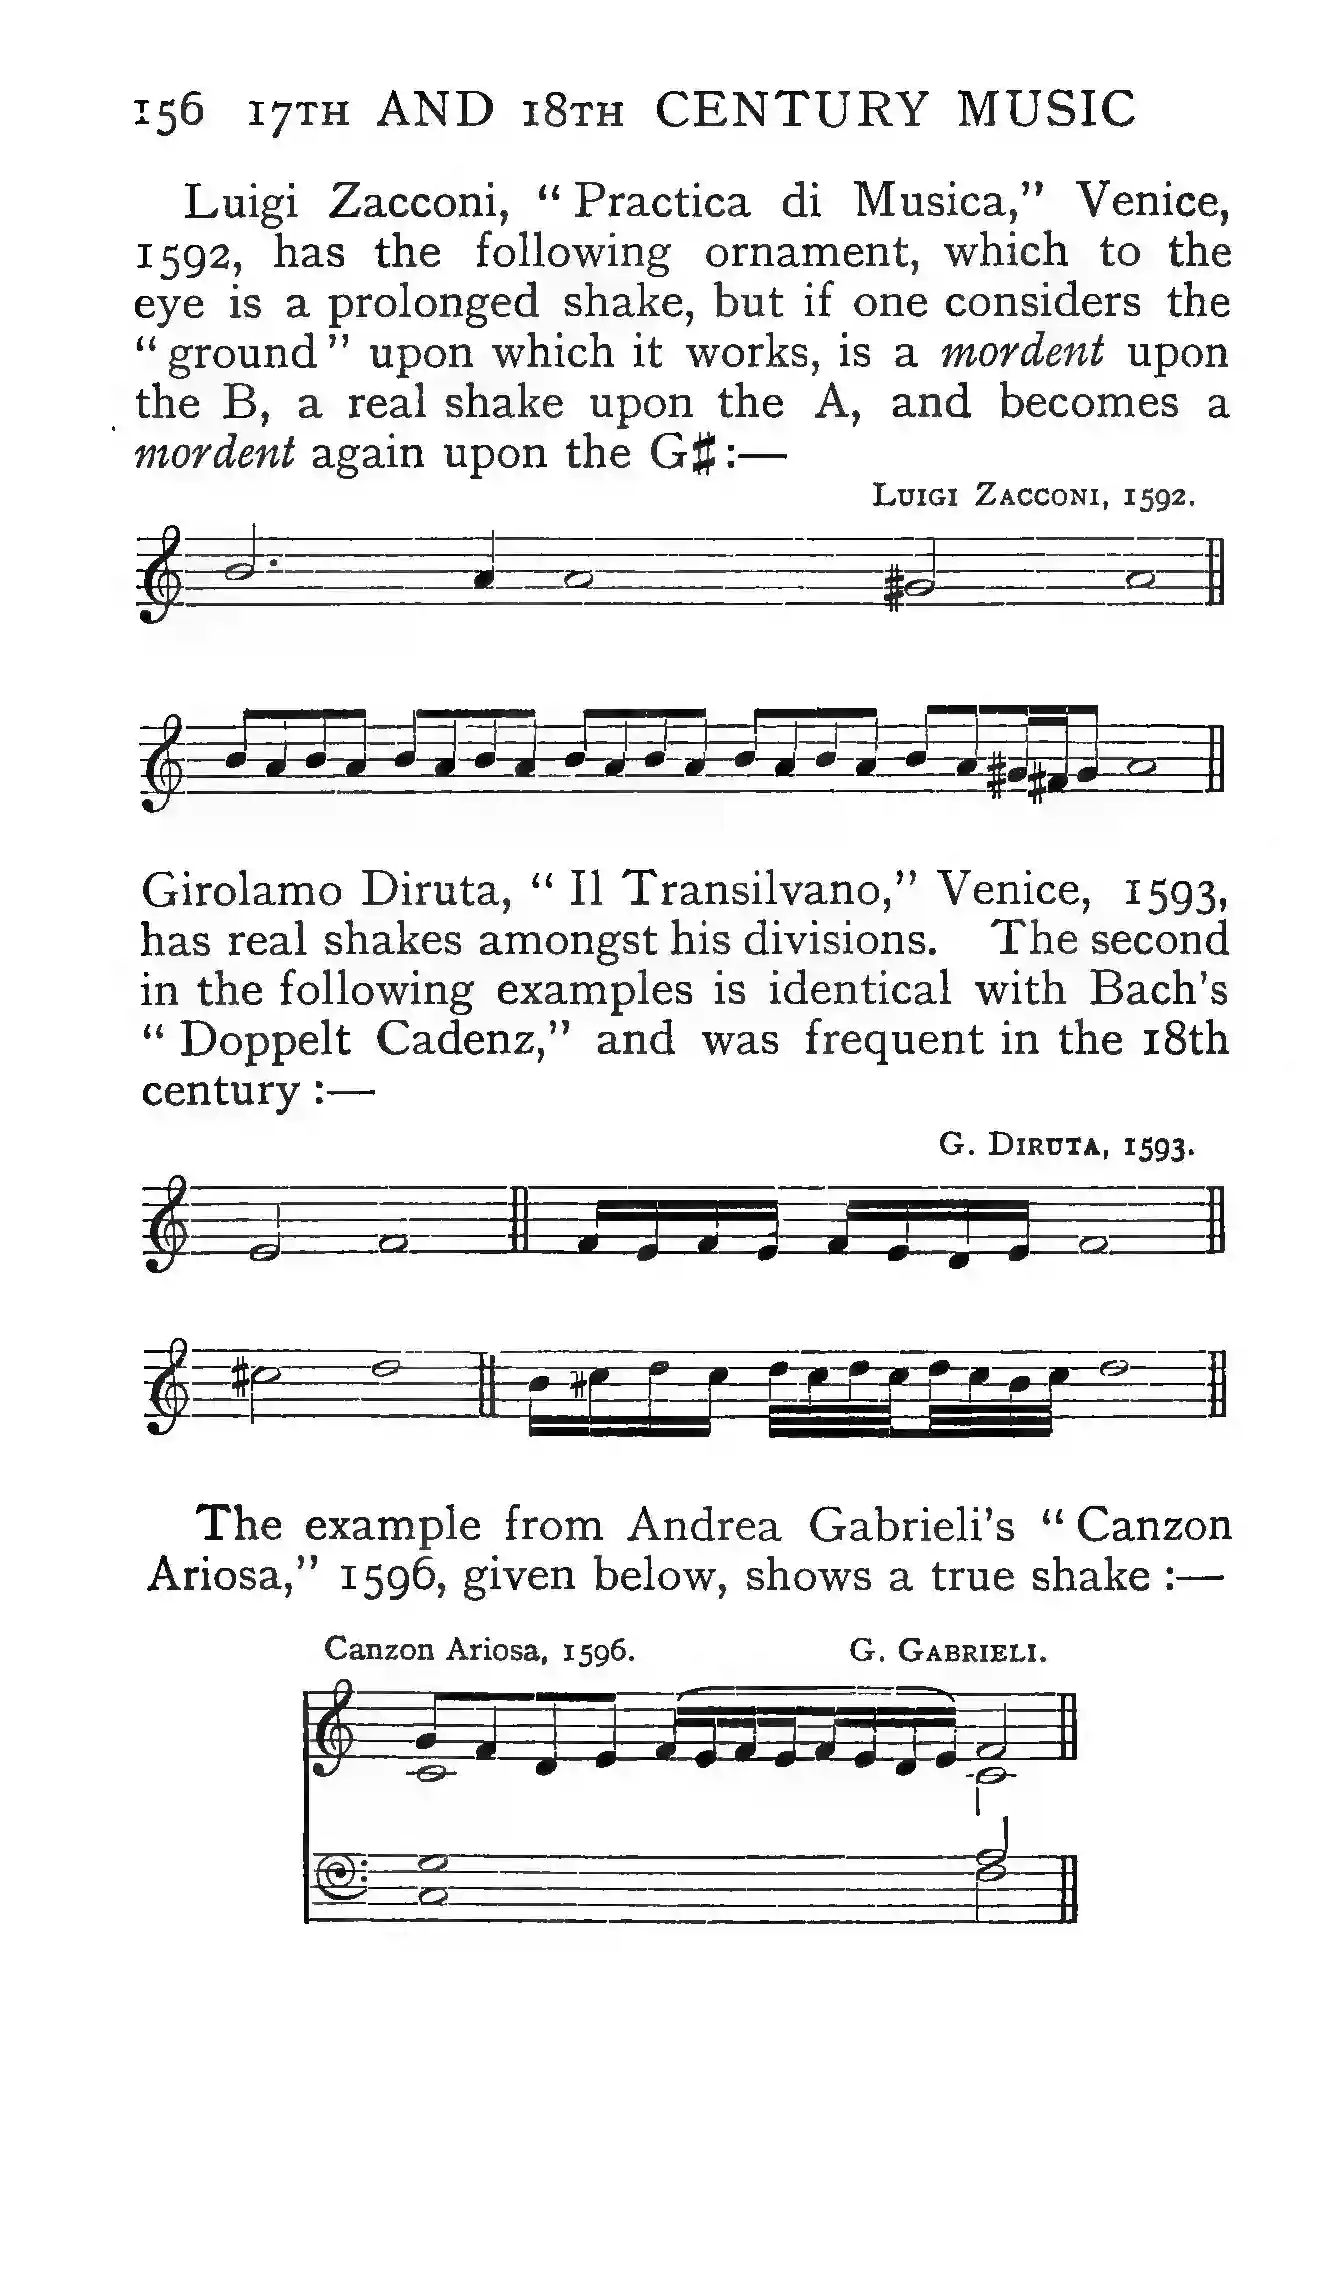 156 17TH AND 18TH CENTURY MUSIC
Luigi Zacconi, “ Practica di Musica,” Venice,
1592, has the following ornament, which to the
eye is a prolonged shake, but if one considers the
“ ground ” upon which it works, is a mordent upon
the B, a real shake upon the A, and becomes a
mordent again upon the G♯ :—
LUIGI ZACCONI, 1592.
Girolamo Diruta, “ Il Transilvano,” Venice, 1593,
has real shakes amongst his divisions. The second
in the following examples is identical with Bach’s
“ Doppelt Cadenz,” and was frequent in the 18th
century :—
G. DIRUTA, 1593.
The example from Andrea Gabrieli’s “ Canzon
Ariosa,” 1596, given below, shows a true shake :—
Canzon Ariosa, 1596. G. GABRIELI.